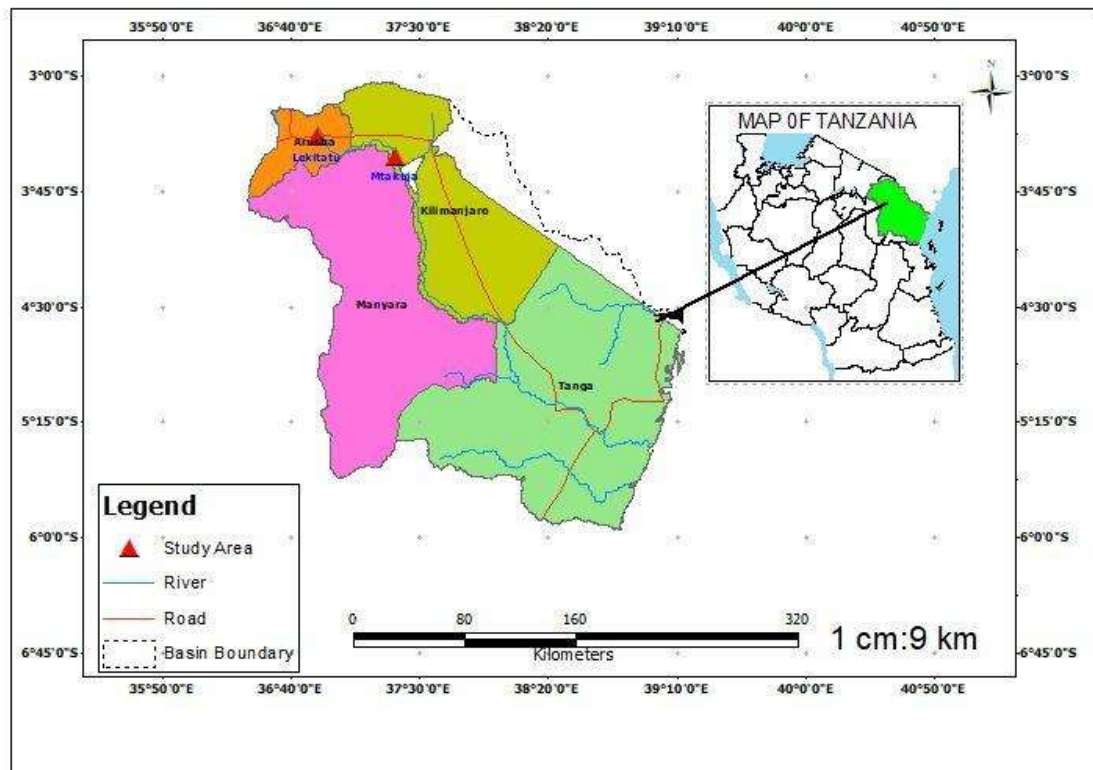 35°50'0"E 36°40'0"E 37°30'0"E 38°20'0"E 39°10'0"E 40°0'0"E 40°50'0"E
3°0'0"S 3°0'0"S
N
MAP 0F TANZANIA
Arusha
Lekitatu
Mtakuja
3°45'0"S 3°45'0"S
Kilimanjaro
Manyara
4°30'0"S 4°30'0"S
Tanga
5°15'0"S 5°15'0"S
Legend
Study Area
River
Road
Basin Boundary
6°0'0"S 6°0'0"S
0 80 160 320
Kilometers
1 cm:9 km
6°45'0"S 6°45'0"S
35°50'0"E 36°40'0"E 37°30'0"E 38°20'0"E 39°10'0"E 40°0'0"E 40°50'0"E